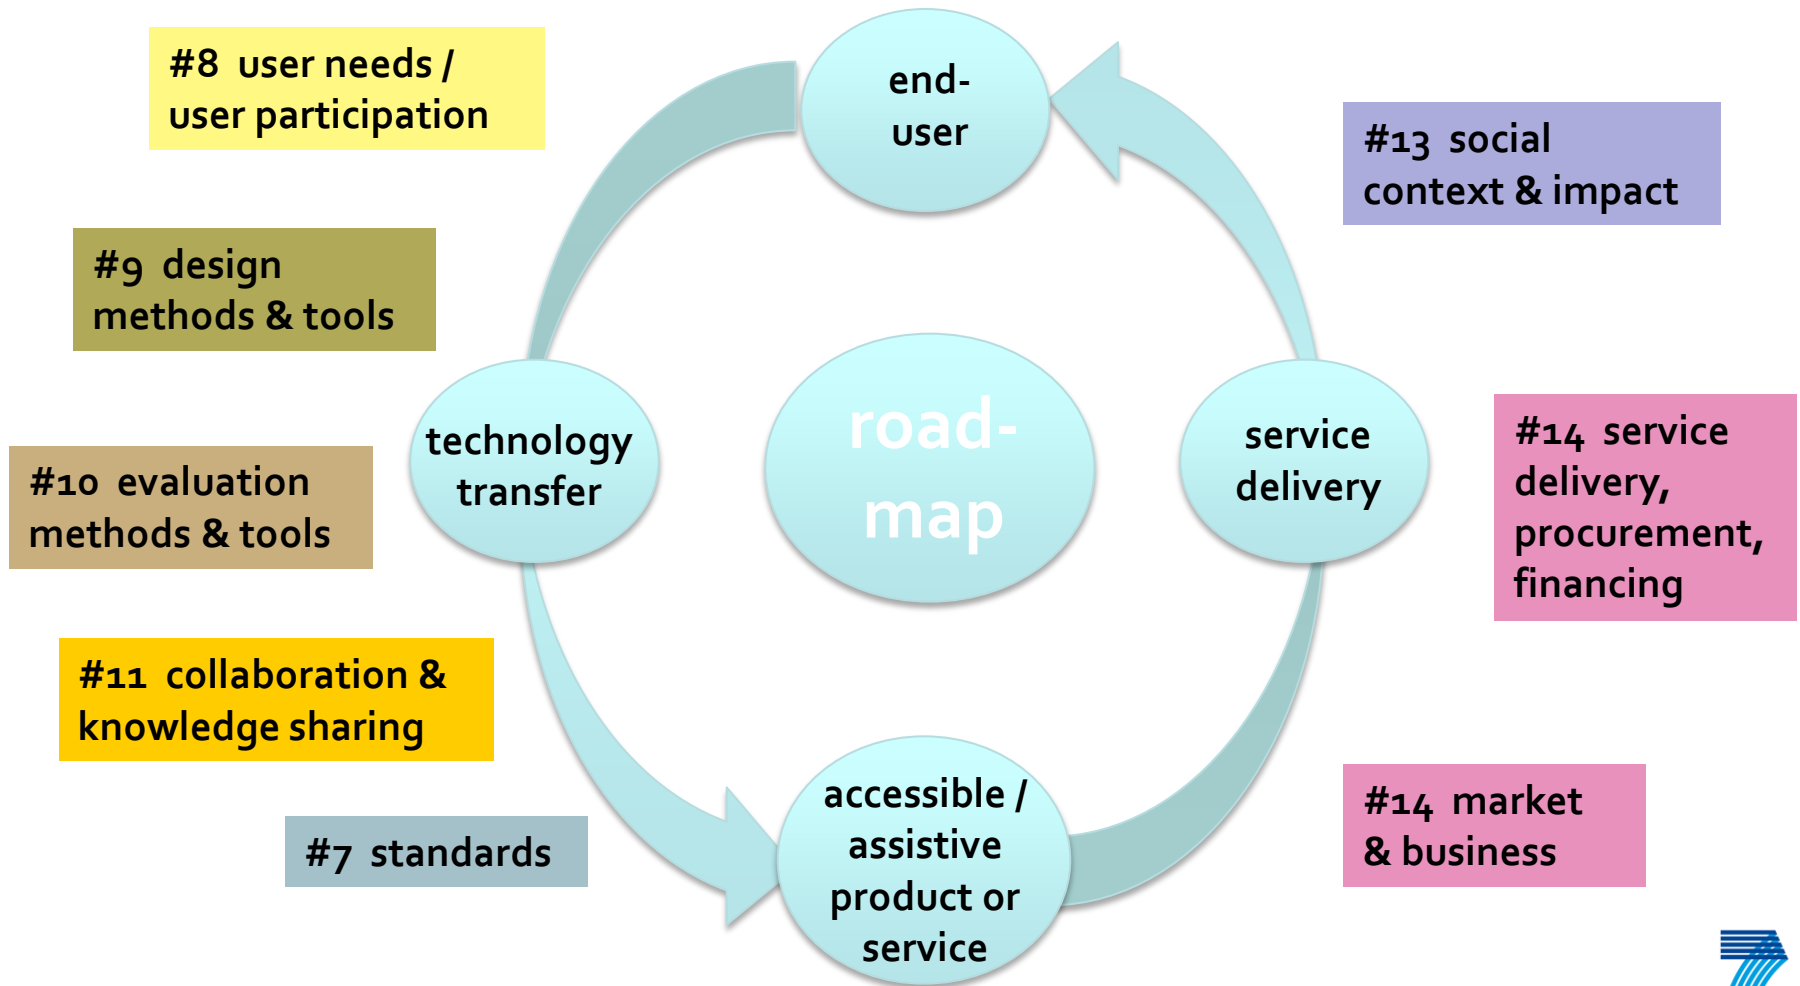 #8 user needs /
user participation
end-
user
#13 social
context & impact
#9 design
methods & tools
technology
transfer
road-
map
service
delivery
#14 service
delivery,
procurement,
financing
#10 evaluation
methods & tools
#11 collaboration &
knowledge sharing
accessible /
assistive
product or
service
#14 market
& business
#7 standards